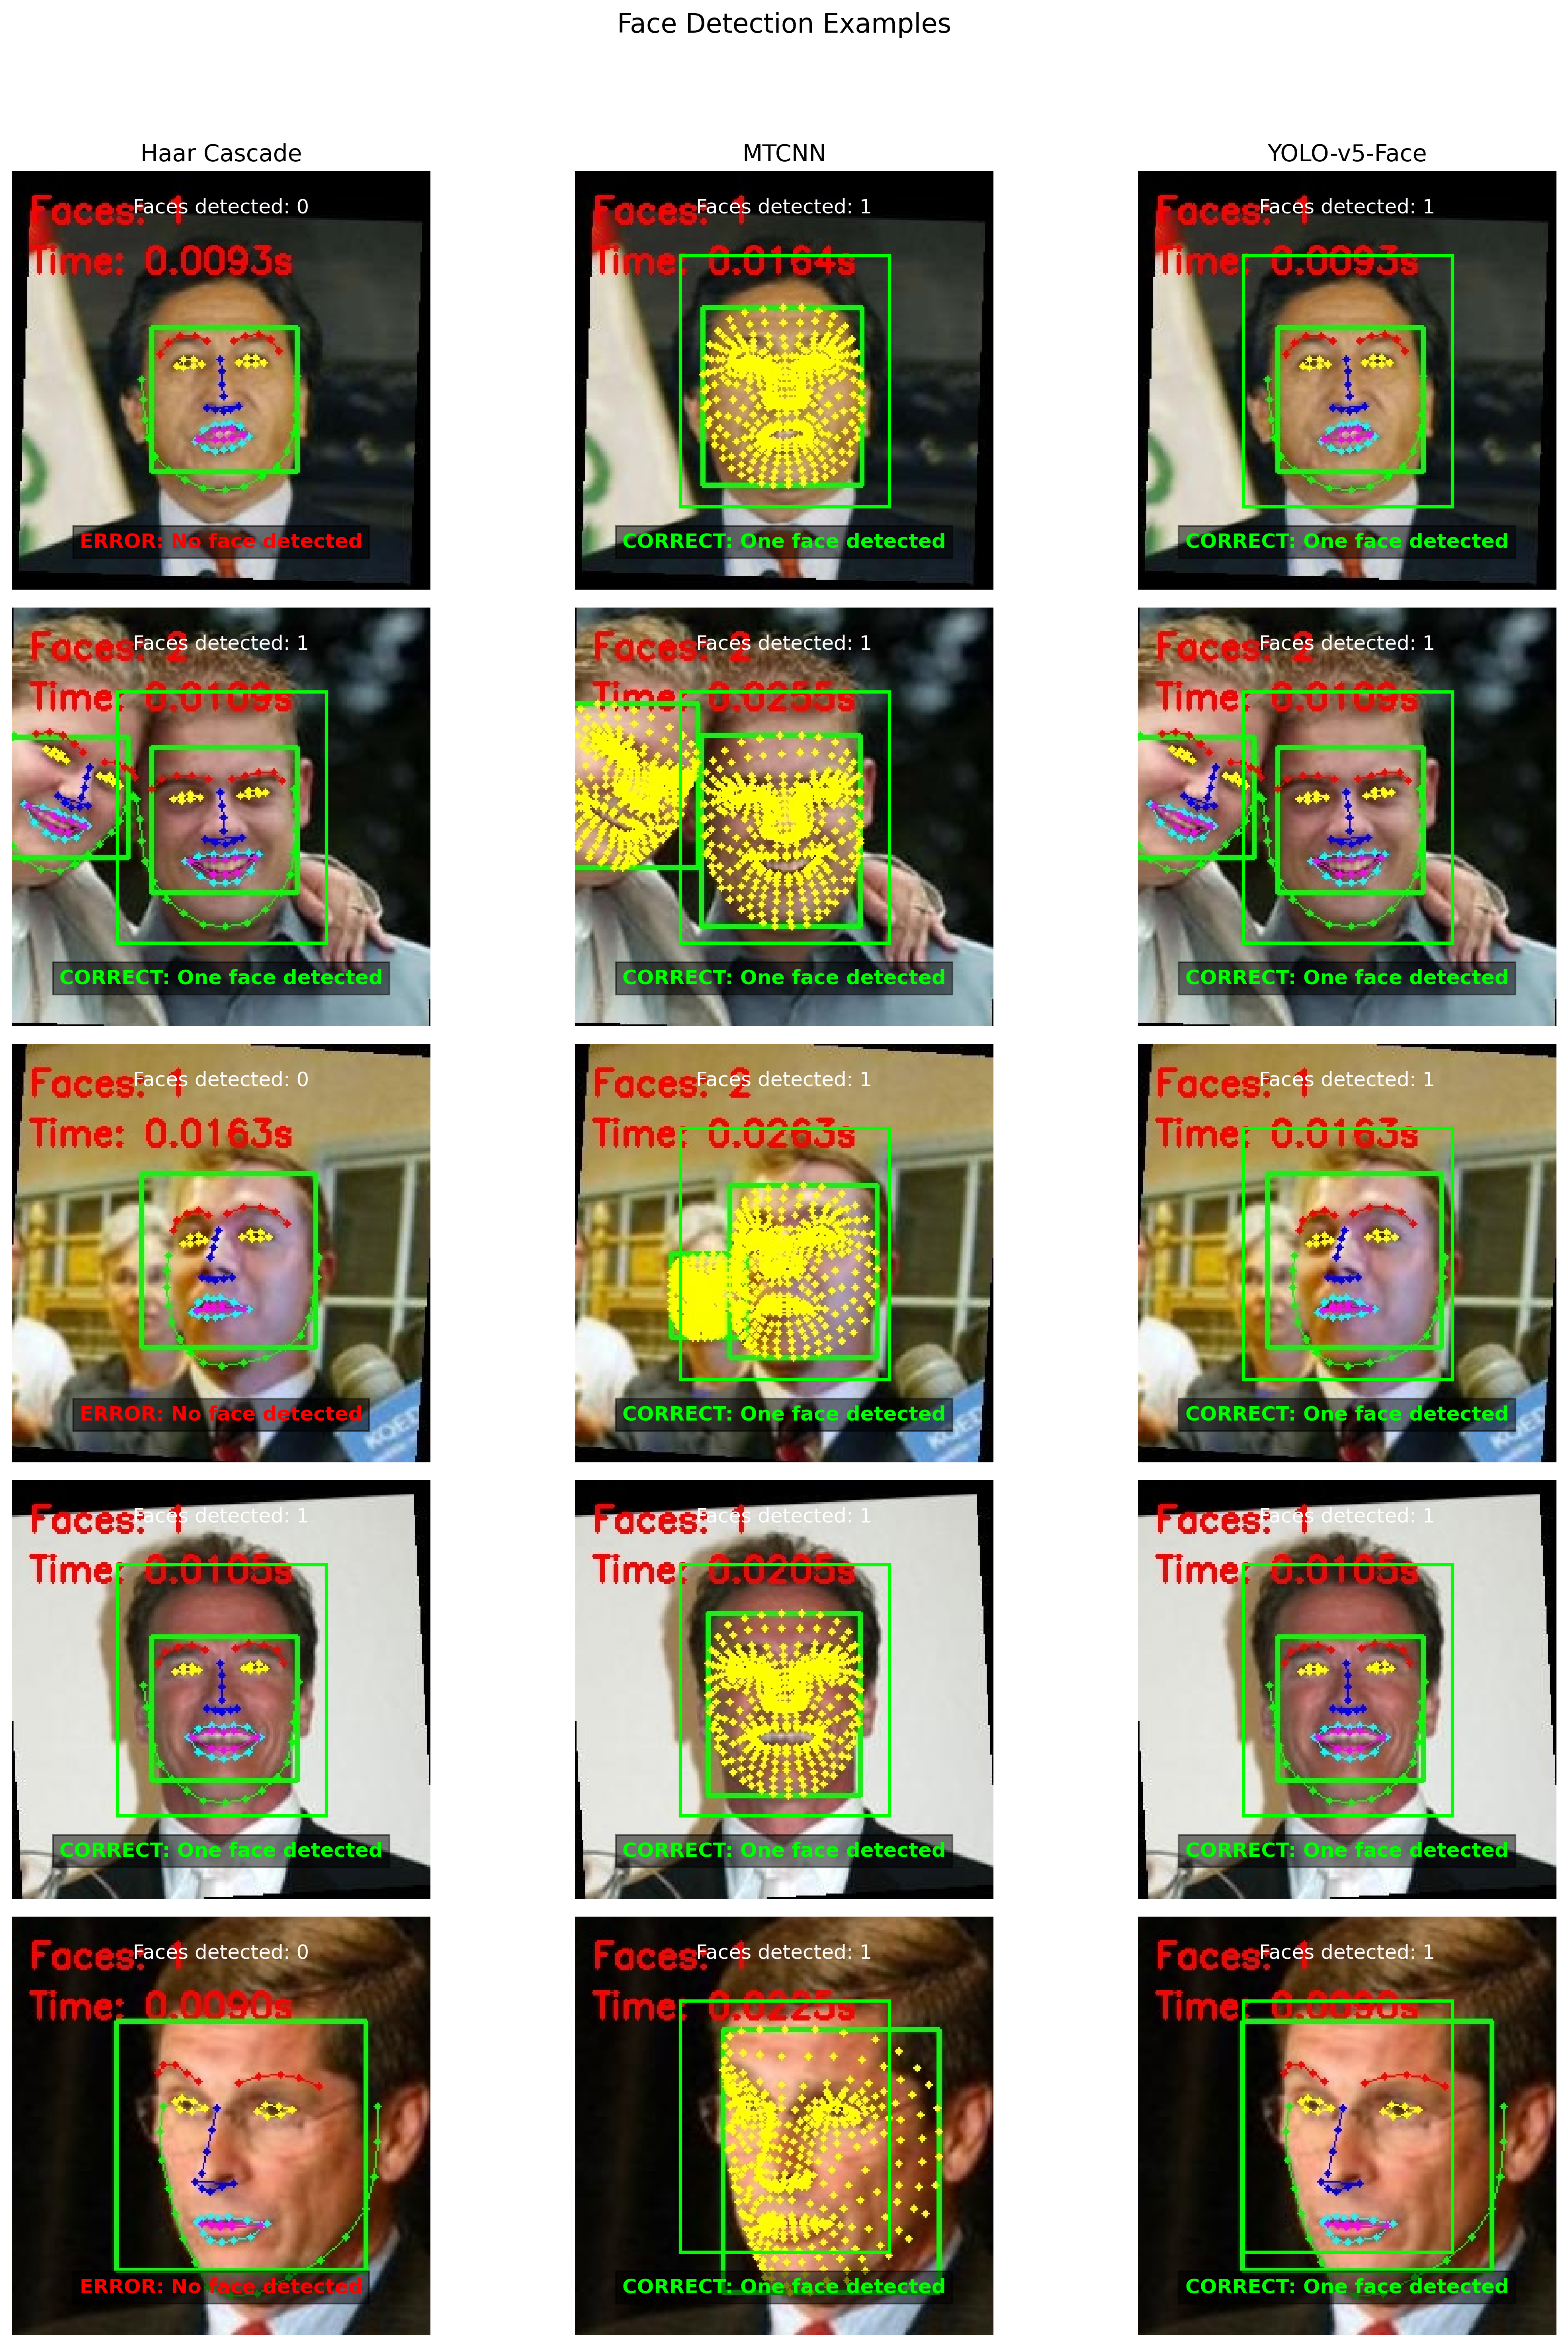 Face Detection Examples
Haar Cascade
MTCNN
YOLO-v5-Face
Faces: 1
Faces detected: 0
Time: 0.0093s
ERROR: No face detected
Faces: 1
Faces detected: 1
Time: 0.0164s
CORRECT: One face detected
Faces: 1
Faces detected: 1
Time: 0.0093s
CORRECT: One face detected
Faces: 2
Faces detected: 1
Time: 0.0109s
CORRECT: One face detected
Faces: 2
Faces detected: 1
Time: 0.0255s
CORRECT: One face detected
Faces: 2
Faces detected: 1
Time: 0.0109s
CORRECT: One face detected
Faces: 1
Faces detected: 0
Time: 0.0163s
ERROR: No face detected
KQED
Faces: 2
Faces detected: 1
Time: 0.0263s
CORRECT: One face detected
KQED
Faces: 1
Faces detected: 1
Time: 0.0163s
CORRECT: One face detected
KQED
Faces: 1
Faces detected: 1
Time: 0.0105s
CORRECT: One face detected
Faces: 1
Faces detected: 1
Time: 0.0205s
CORRECT: One face detected
Faces: 1
Faces detected: 1
Time: 0.0105s
CORRECT: One face detected
Faces: 1
Faces detected: 0
Time: 0.0090s
ERROR: No face detected
Faces: 1
Faces detected: 1
Time: 0.0225s
CORRECT: One face detected
Faces: 1
Faces detected: 1
Time: 0.0090s
CORRECT: One face detected